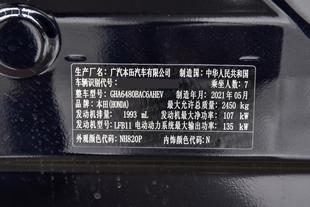 生产厂名：广汽本田汽车有限公司 制造国：中华人民共和国
车辆识别代号： 乘坐人数：7
整车型号：GHA6480BAC6AHEV 制造年月：2021年05月
品牌：本田(HONDA) 最大允许总质量：2450 kg
发动机排量：1993 mL 发动机最大净功率：107 kW
发动机型号：LFB11 电动动力系统最大输出功率：135 kW
外观颜色代码：NH820P 内饰颜色代码：N